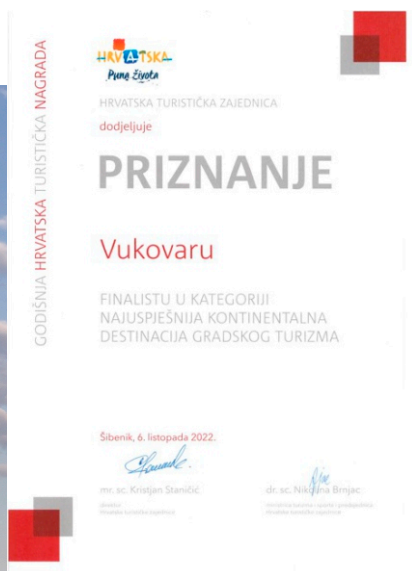 GODIŠNJA HRVATSKA TURISTIČKA NAGRADA
HRVATSKA
Puna života
HRVATSKA TURISTIČKA ZAJEDNICA
dodjeljuje
PRIZNANJE
Vukovaru
FINALISTU U KATEGORIJI
NAJUSPJEŠNIJA KONTINENTALNA
DESTINACIJA GRADSKOG TURIZMA
Šibenik, 6. listopada 2022.
mr. sc. Kristjan Staničić
dr. sc. Nikolina Brnjac